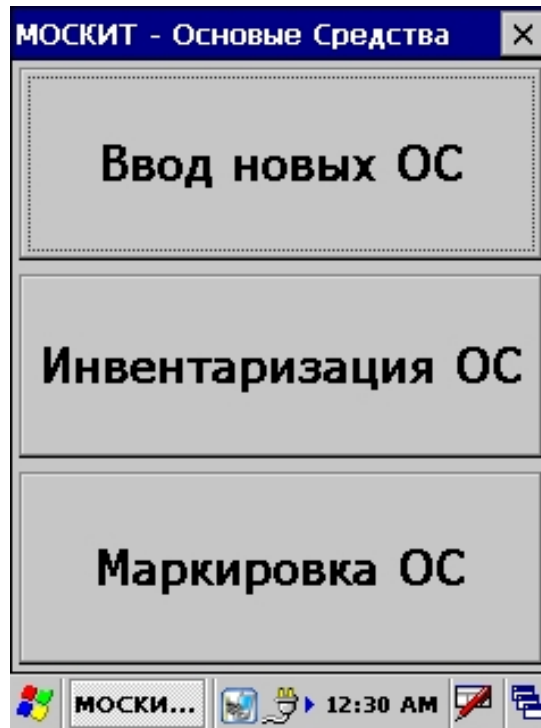 МОСКИТ - Основые Средства
Ввод новых ОС
Инвентаризация ОС
Маркировка ОС
МОСКИ... 12:30 AM